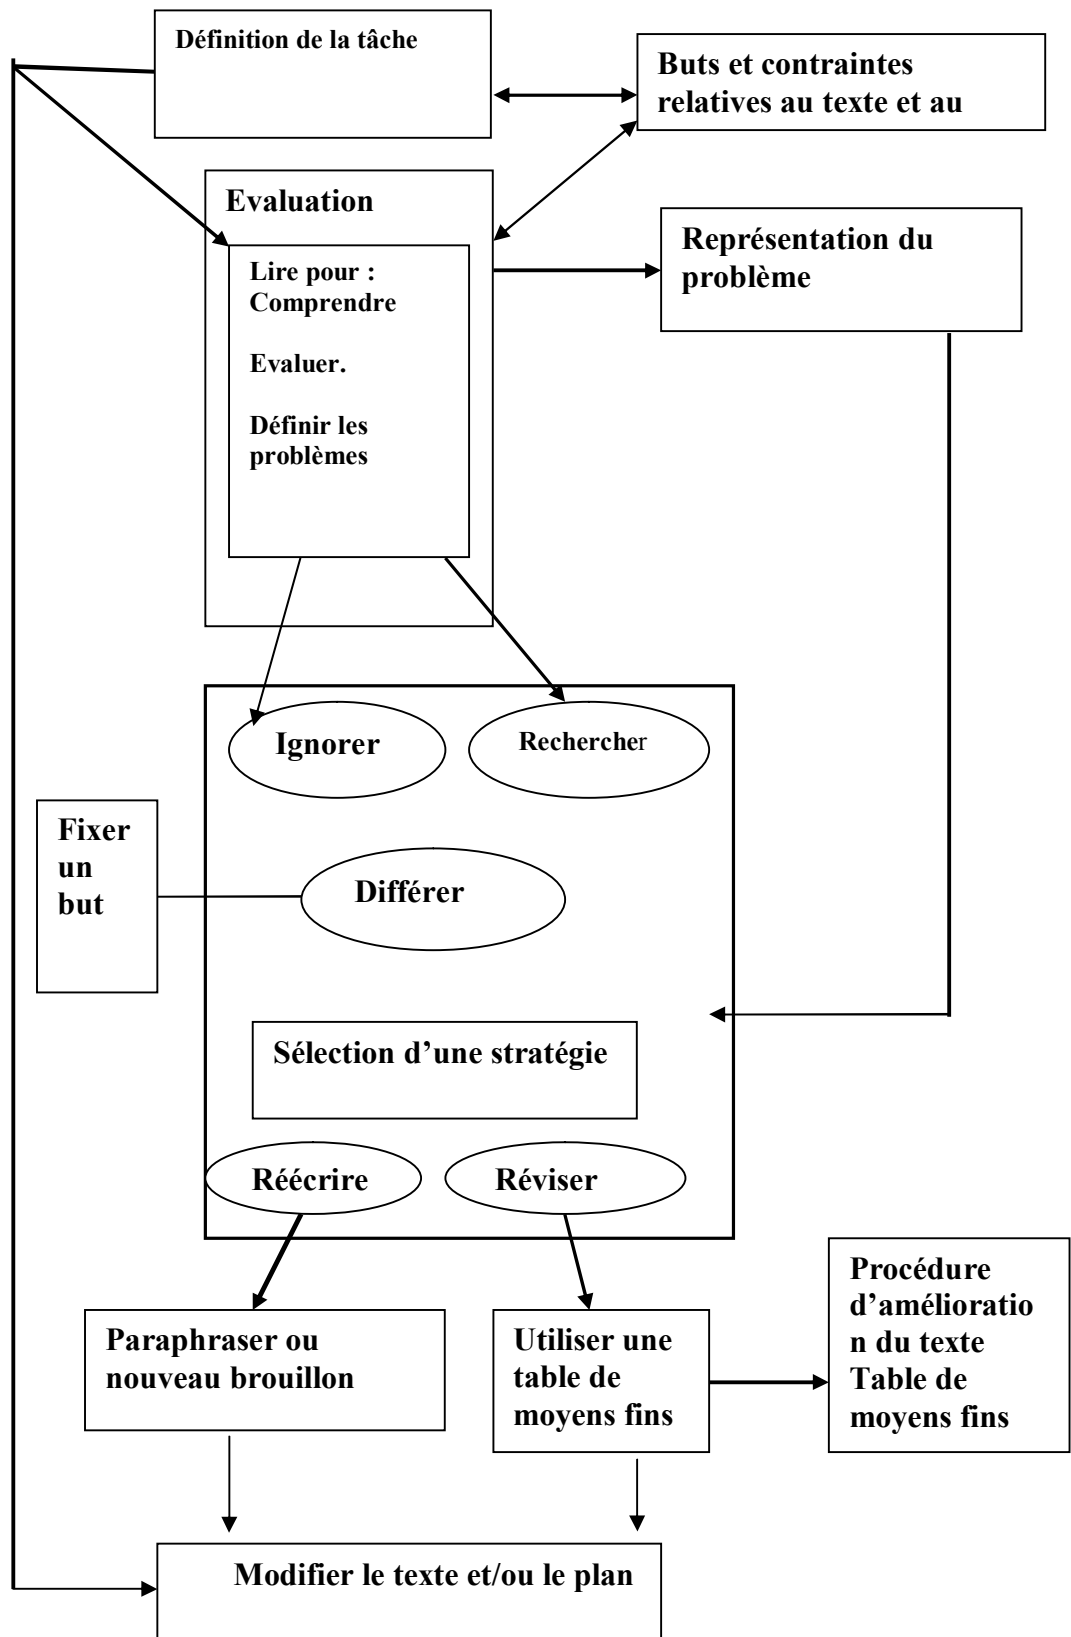 Définition de la tâche
Buts et contraintes
relatives au texte et au
Evaluation
Lire pour :
Comprendre
Evaluer.
Définir les
problèmes
Représentation du
problème
Ignorer
Rechercher
Fixer
un
but
Différer
Sélection d’une stratégie
Réécrire
Réviser
Paraphraser ou
nouveau brouillon
Utiliser une
table de
moyens fins
Procédure
d’amélioratio
n du texte
Table de
moyens fins
Modifier le texte et/ou le plan